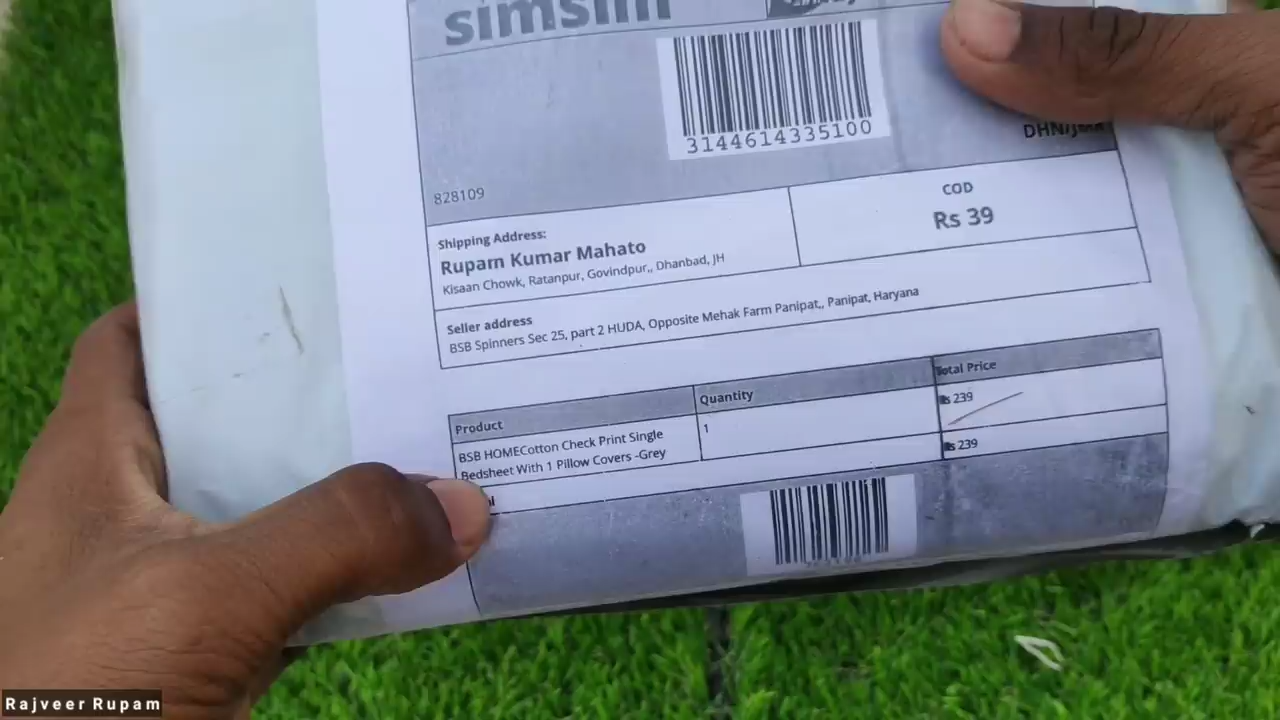 simsim
3144614335100
828109
Shipping Address:
Rupam Kumar Mahato
Kisaan Chowk, Ratanpur, Govindpur,, Dhanbad, JH
COD
Rs 39
Seller address
BSB Spinners Sec 25, part 2 HUDA, Opposite Mehak Farm Panipat,, Panipat, Haryana
Product
Quantity
Total Price
BSB HOMECotton Check Print Single
Bedsheet With 1 Pillow Covers -Grey
1
Rs 239
Rs 239
Rajveer Rupam